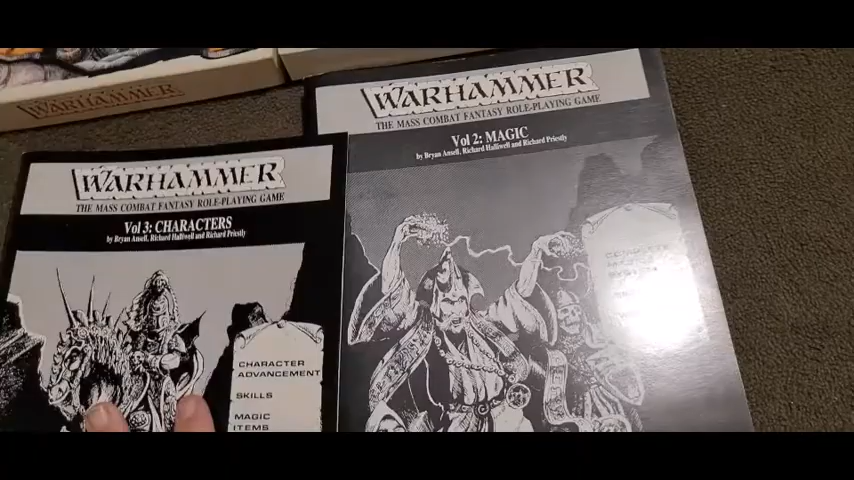 WARHAMMER
WARHAMMER
THE MASS COMBAT FANTASY ROLE-PLAYING GAME
Vol 2: MAGIC
by Bryan Ansell, Richard Halliwell and Richard Priestly
COMPLETE
WARHAMMER
THE MASS COMBAT FANTASY ROLE-PLAYING GAME
Vol 3: CHARACTERS
by Bryan Ansell, Richard Halliwell and Richard Priestly
CHARACTER
ADVANCEMENT
SKILLS
MAGIC
ITEMS